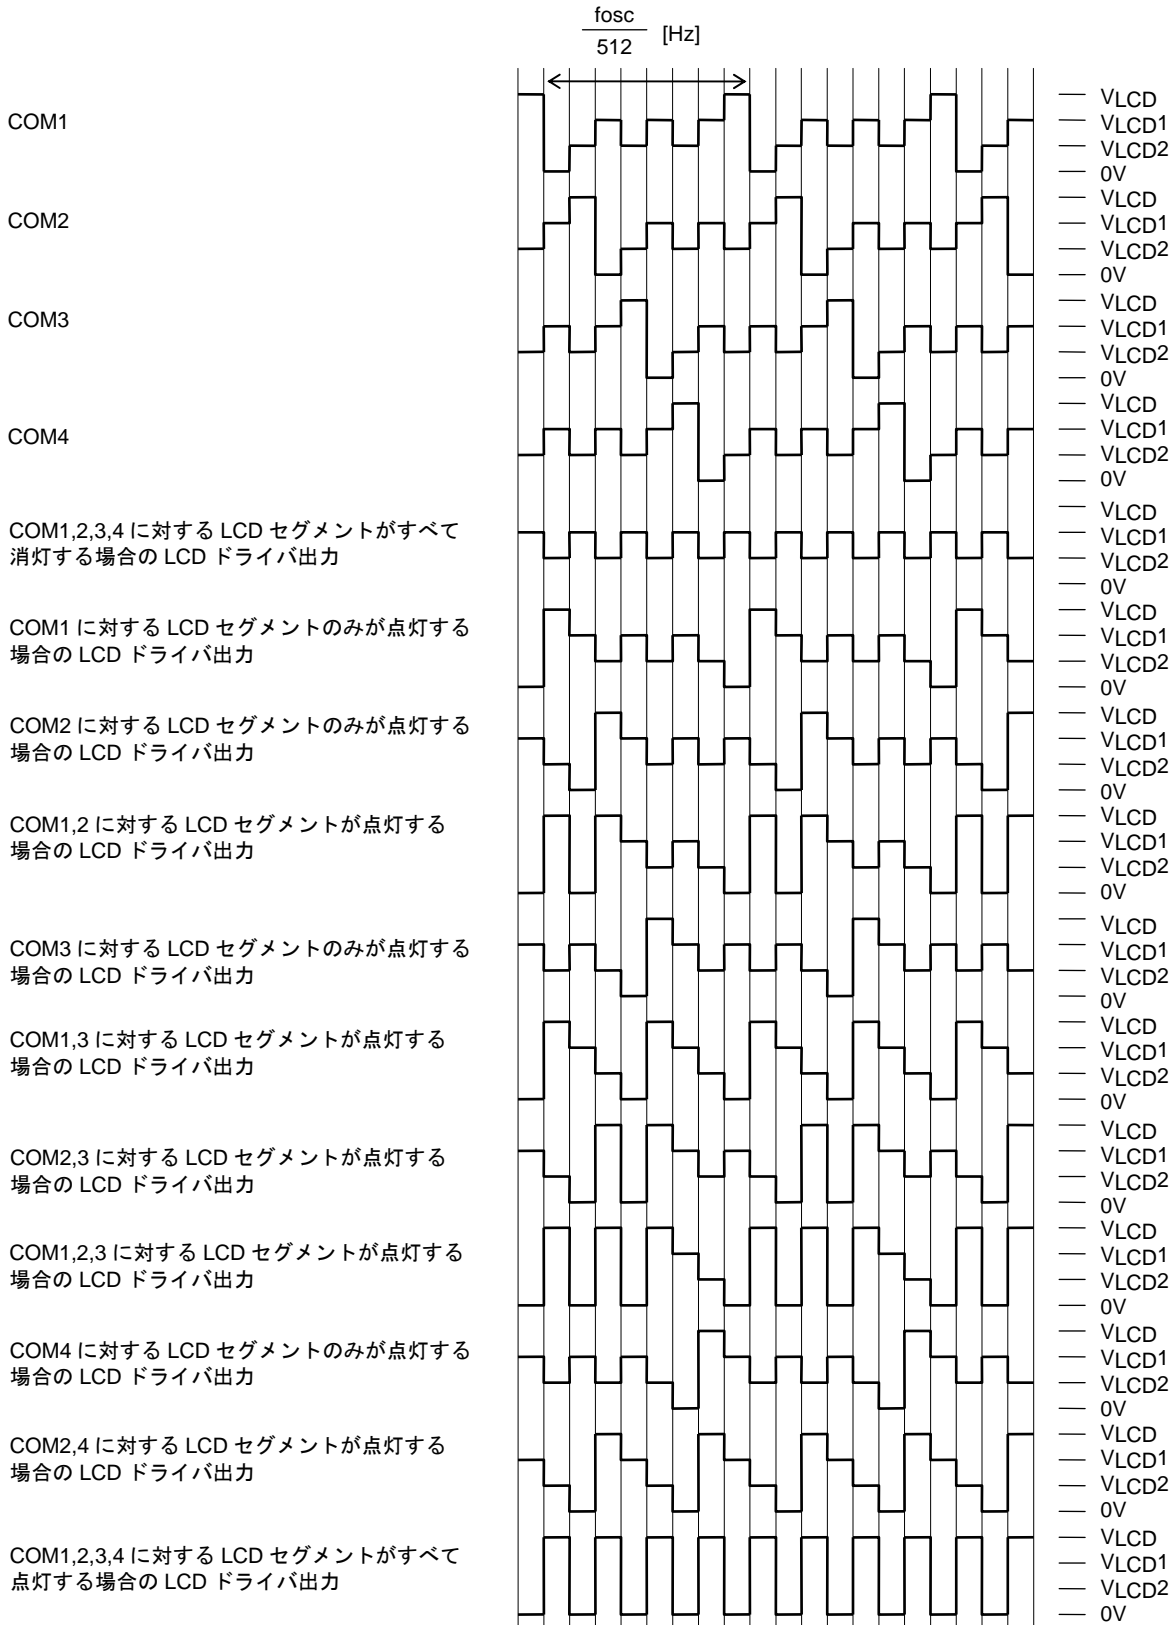 fosc
512
[Hz]
COM1
VLCD
VLCD1
VLCD2
0V
COM2
VLCD
VLCD1
VLCD2
0V
COM3
VLCD
VLCD1
VLCD2
0V
COM4
VLCD
VLCD1
VLCD2
0V
COM1,2,3,4 に対する LCD セグメントがすべて
消灯する場合の LCD ドライバ出力
VLCD
VLCD1
VLCD2
0V
COM1 に対する LCD セグメントのみが点灯する
場合の LCD ドライバ出力
VLCD
VLCD1
VLCD2
0V
COM2 に対する LCD セグメントのみが点灯する
場合の LCD ドライバ出力
VLCD
VLCD1
VLCD2
0V
COM1,2 に対する LCD セグメントが点灯する
場合の LCD ドライバ出力
VLCD
VLCD1
VLCD2
0V
COM3 に対する LCD セグメントのみが点灯する
場合の LCD ドライバ出力
VLCD
VLCD1
VLCD2
0V
COM1,3 に対する LCD セグメントが点灯する
場合の LCD ドライバ出力
VLCD
VLCD1
VLCD2
0V
COM2,3 に対する LCD セグメントが点灯する
場合の LCD ドライバ出力
VLCD
VLCD1
VLCD2
0V
COM1,2,3 に対する LCD セグメントが点灯する
場合の LCD ドライバ出力
VLCD
VLCD1
VLCD2
0V
COM4 に対する LCD セグメントのみが点灯する
場合の LCD ドライバ出力
VLCD
VLCD1
VLCD2
0V
COM2,4 に対する LCD セグメントが点灯する
場合の LCD ドライバ出力
VLCD
VLCD1
VLCD2
0V
COM1,2,3,4 に対する LCD セグメントがすべて
点灯する場合の LCD ドライバ出力
VLCD
VLCD1
VLCD2
0V